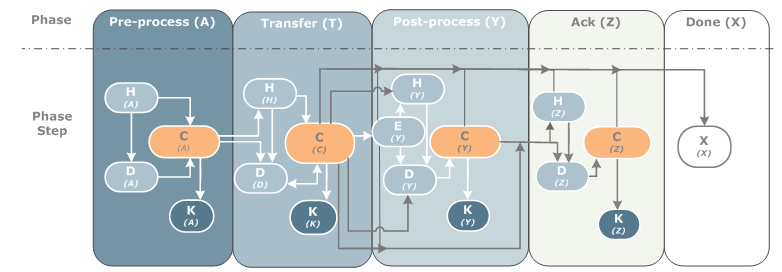 Phase
Pre-process (A)
Transfer (T)
Post-process (Y)
Ack (Z)
Done (X)
Phase
Step
H
(A)
D
(A)
C
(A)
K
(A)
H
(H)
D
(D)
C
(C)
K
(K)
H
(Y)
E
(Y)
D
(Y)
C
(Y)
K
(Y)
H
(Z)
D
(Z)
C
(Z)
K
(Z)
X
(X)